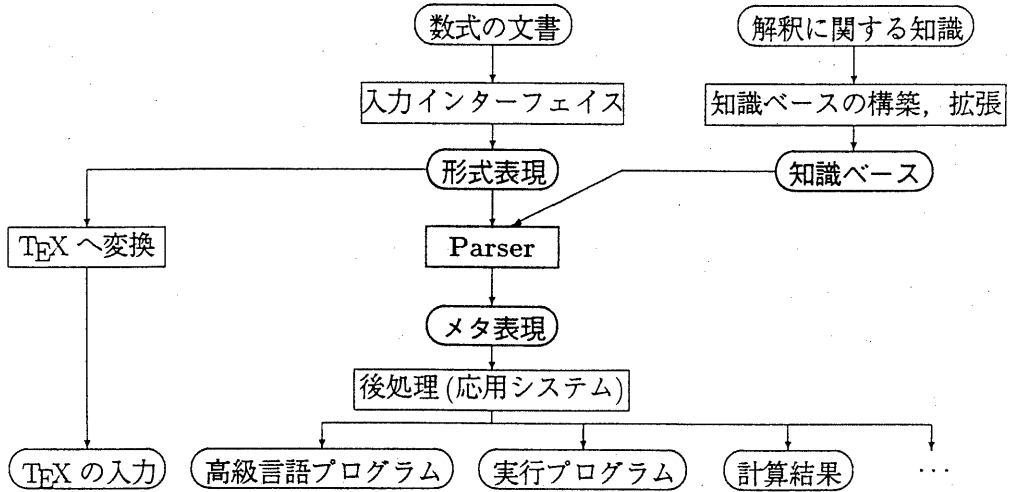 数式の文書
解釈に関する知識
入力インターフェイス
知識ベースの構築，拡張
形式表現
知識ベース
TEX へ変換
Parser
メタ表現
後処理 (応用システム)
TEX の入力
高級言語プログラム
実行プログラム
計算結果
···